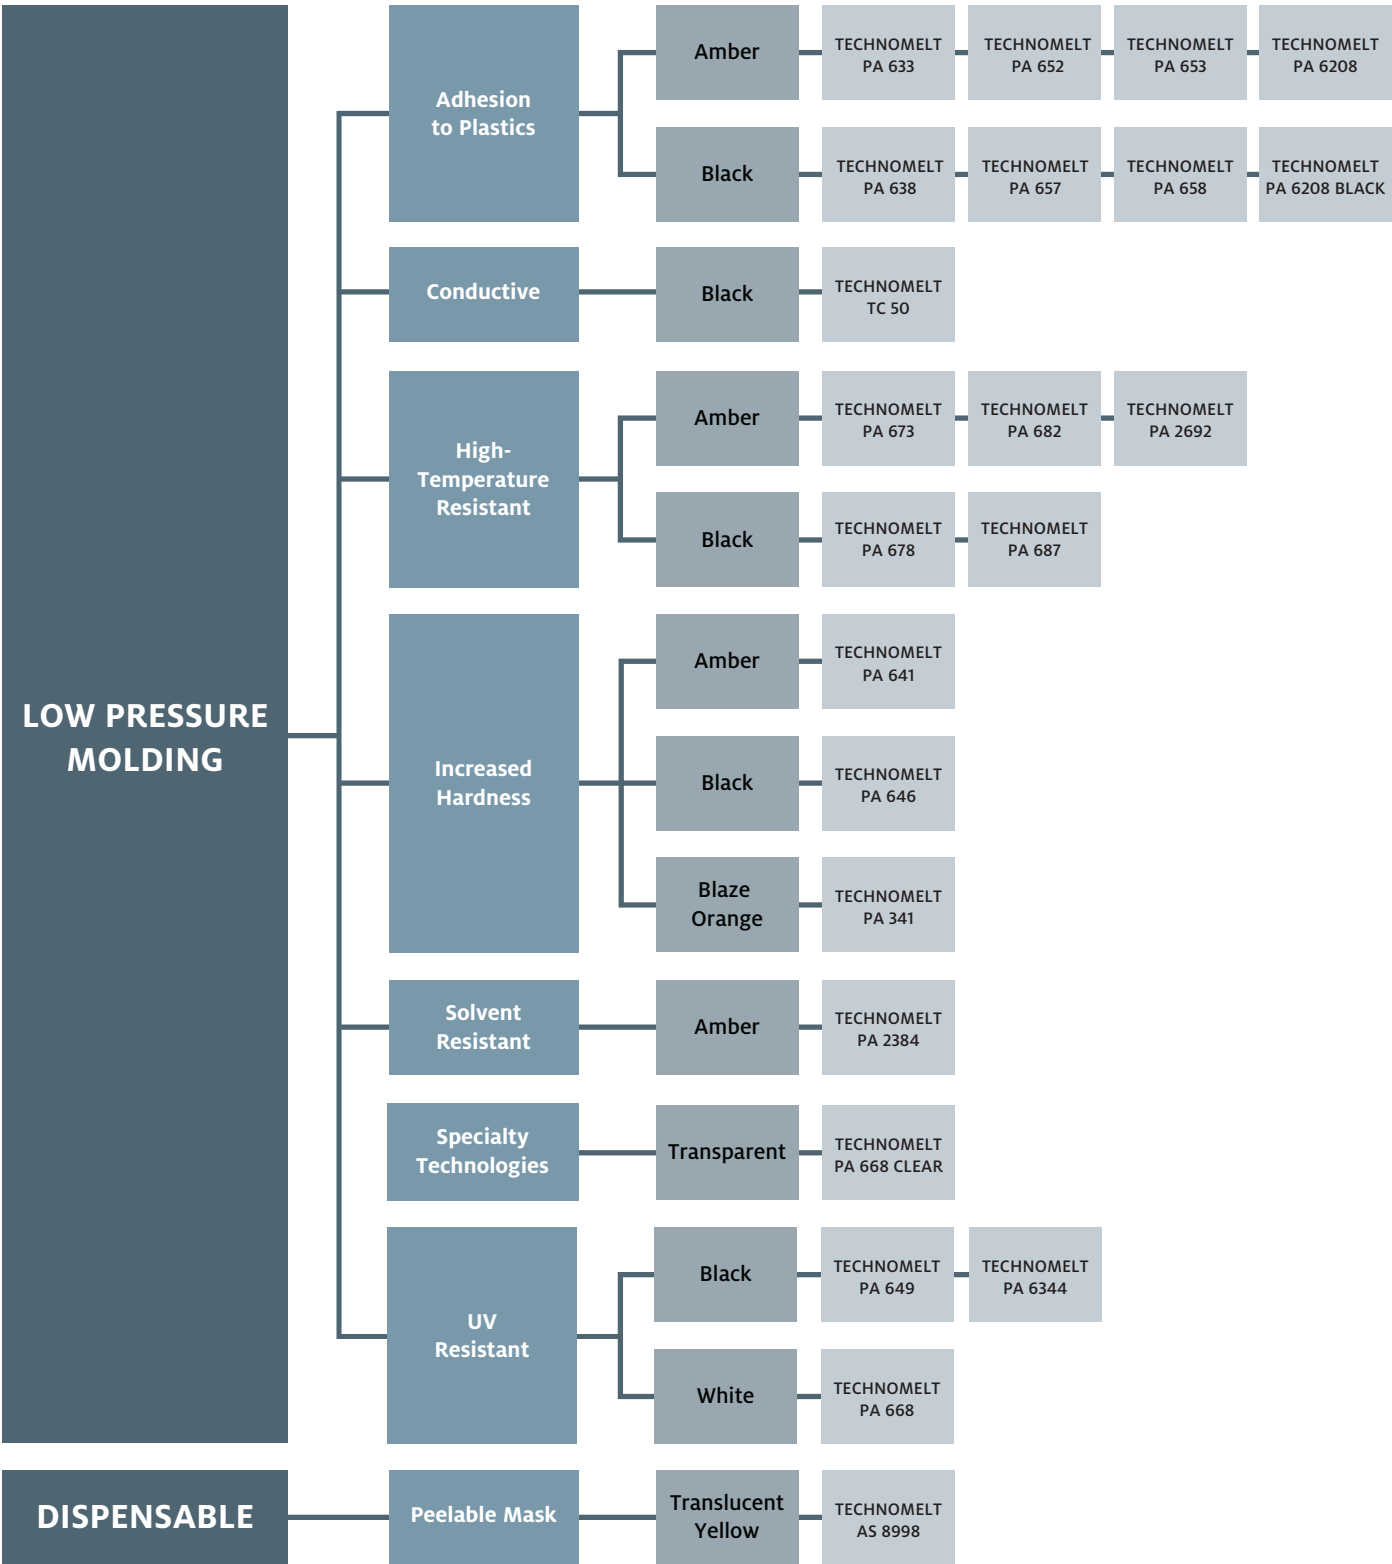 LOW PRESSURE
MOLDING
Adhesion
to Plastics
Amber
TECHNOMELT
PA 633
TECHNOMELT
PA 652
TECHNOMELT
PA 653
TECHNOMELT
PA 6208
Black
TECHNOMELT
PA 638
TECHNOMELT
PA 657
TECHNOMELT
PA 658
TECHNOMELT
PA 6208 BLACK
Conductive
Black
TECHNOMELT
TC 50
High-
Temperature
Resistant
Amber
TECHNOMELT
PA 673
TECHNOMELT
PA 682
TECHNOMELT
PA 2692
Black
TECHNOMELT
PA 678
TECHNOMELT
PA 687
Increased
Hardness
Amber
TECHNOMELT
PA 641
Black
TECHNOMELT
PA 646
Blaze
Orange
TECHNOMELT
PA 341
Solvent
Resistant
Amber
TECHNOMELT
PA 2384
Specialty
Technologies
Transparent
TECHNOMELT
PA 668 CLEAR
UV
Resistant
Black
TECHNOMELT
PA 649
TECHNOMELT
PA 6344
White
TECHNOMELT
PA 668
DISPENSABLE
Peelable Mask
Translucent
Yellow
TECHNOMELT
AS 8998